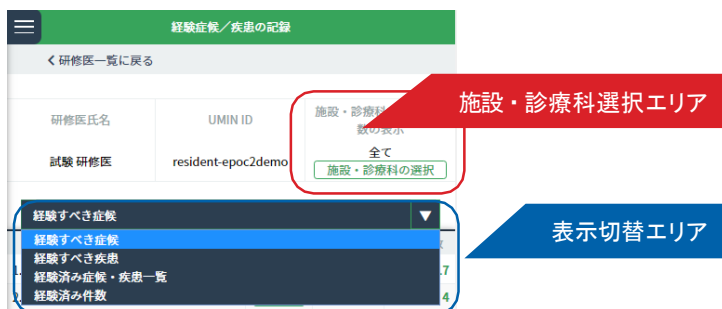 経験症候／疾患の記録
研修医一覧に戻る
研修医氏名
UMIN ID
施設・診療科
数の表示
試験 研修医
resident-epoc2demo
全て
施設・診療科の選択
施設・診療科選択エリア
経験すべき症候
経験すべき症候
経験すべき疾患
経験済み症候・疾患一覧
経験済み件数
表示切替エリア
1.
7
2.
4